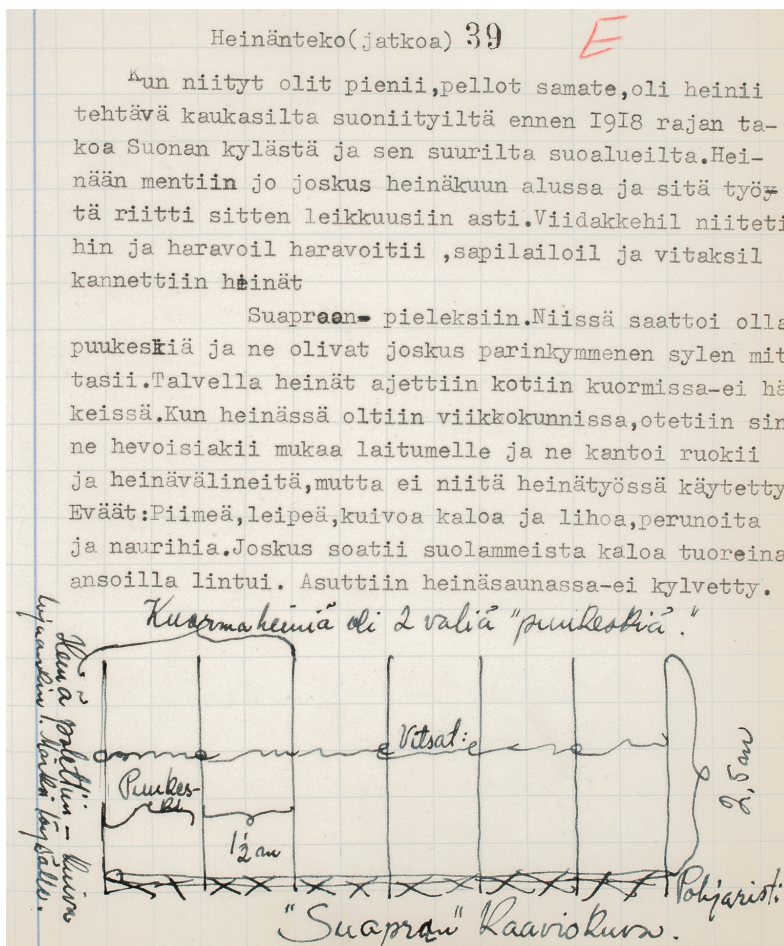 Heinänteko(jatkoa) 39 E
Kun niityt olit pienii,pellot samate,oli heinii
tehtävä kaukasilta suoniityiltä ennen 1918 rajan ta-
koa Suonan kylästä ja sen suurilta suoalueilta.Hei-
nään mentiin jo joskus heinäkuun alussa ja sitä työ-
tä riitti sitten leikkuusiin asti.Viidakkehil niiteti
hin ja haravoil haravoitii ,sapilailoil ja vitaksil
kannettiin heinät
Suapraan pieleksiin.Niissä saattoi olla
puukeskiä ja ne olivat joskus parinkymmenen sylen mit
tasii.Talvella heinät ajettiin kotiin kuormissa-ei hä
keissä.Kun heinässä oltiin viikkokunnissa,otetiin sin
ne hevoisiakii mukaa laitumelle ja ne kantoi ruokii
ja heinävälineitä,mutta ei niitä heinätyössä käytetty
Eväät:Piimeä,leipeä,kuivoa kaloa ja lihoa,perunoita
ja naurihia.Joskus soatii suolammeista kaloa tuoreina
ansoilla lintui. Asuttiin heinäsaunassa-ei kylvetty.
Kuormaheiniä oli 2 väliä "puukeskiä."
Heinä polettiin - kuiva
Märkä löysälle.
Vitsat:
Puukes-
ki
1½ m
2,5 m
Pohjaristi
"Suapran" Kaaviokuva.